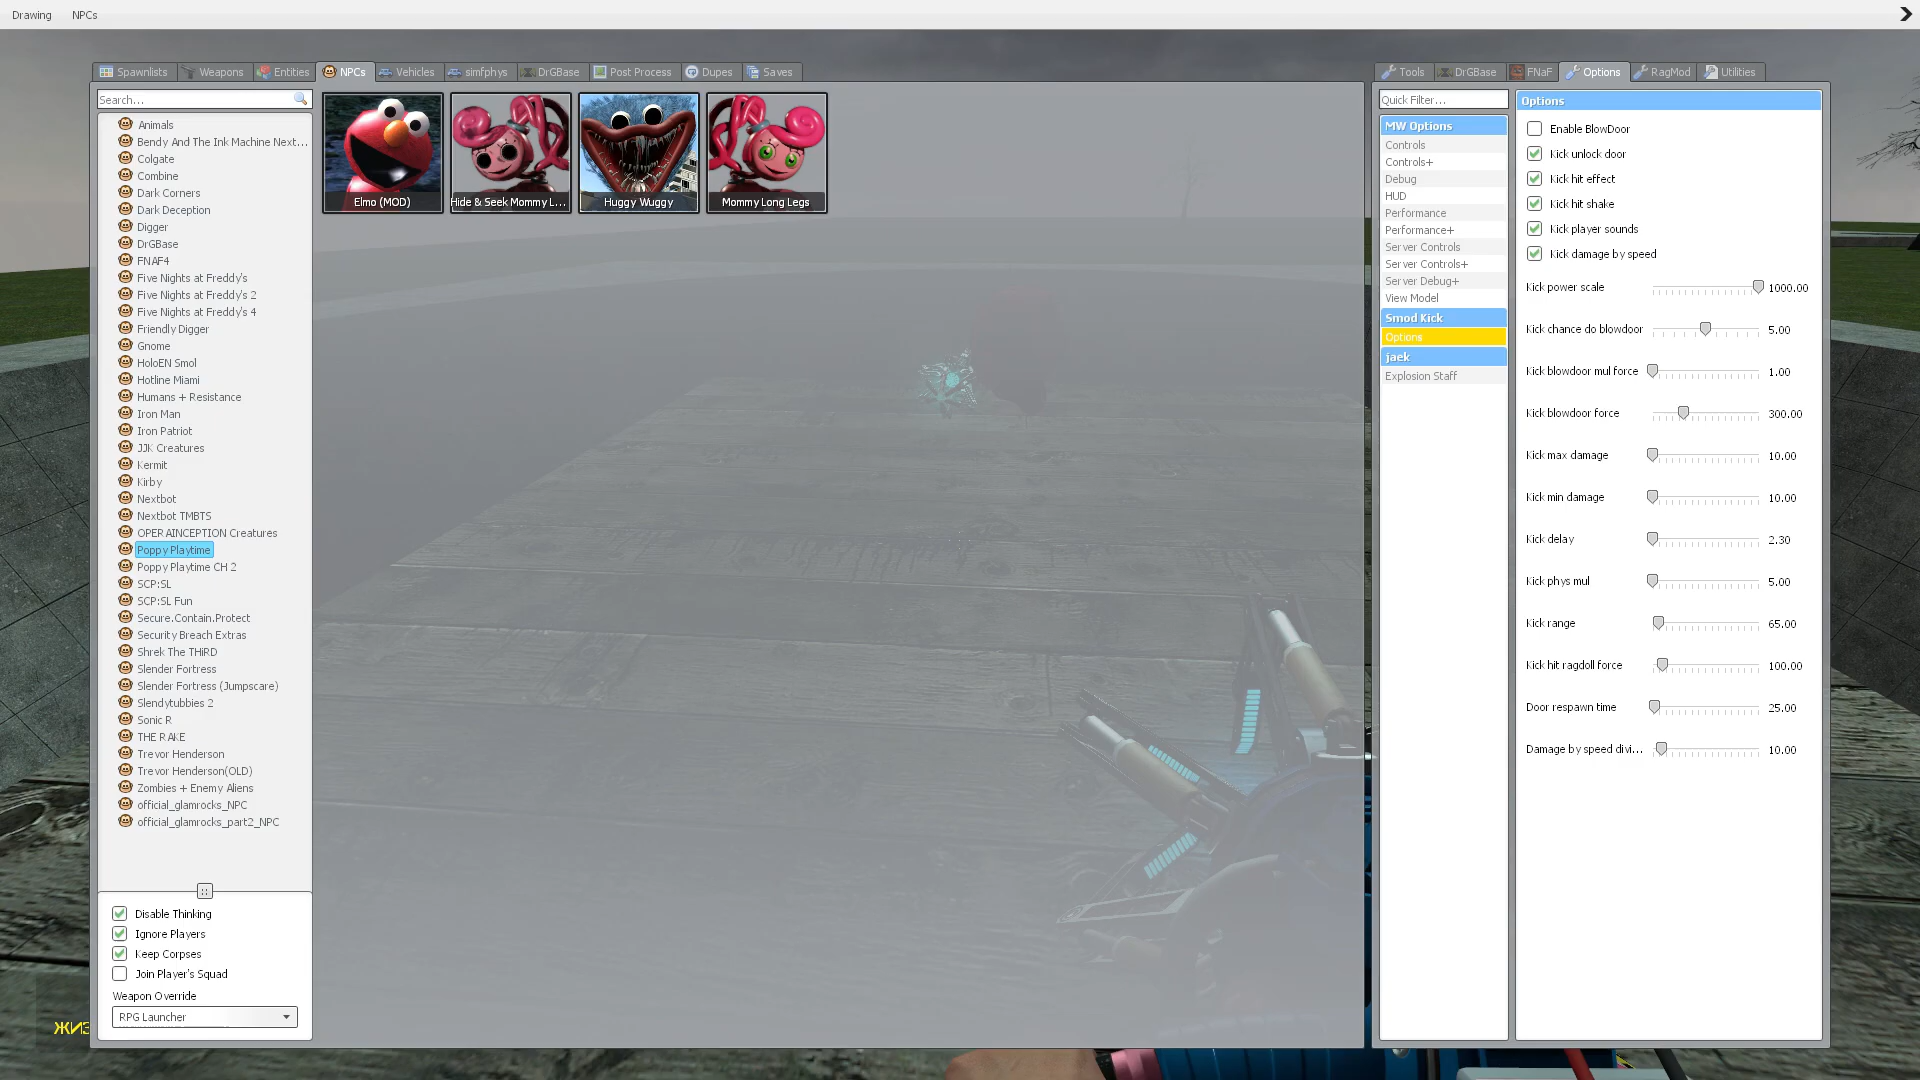 Drawing NPCs
Spawnlists Weapons Entities NPCs Vehicles simfphys DrGBase Post Process Dupes Saves
Search...
Animals
Bendy And The Ink Machine Next...
Colgate
Combine
Dark Corners
Dark Deception
Digger
DrGBase
FNAF4
Five Nights at Freddy's
Five Nights at Freddy's 2
Five Nights at Freddy's 4
Friendly Digger
Gnome
HoloEN Smol
Hotline Miami
Humans + Resistance
Iron Man
Iron Patriot
JJK Creatures
Kermit
Kirby
Nextbot
Nextbot TMBTS
OPERAINCEPTION Creatures
Poppy Playtime
Poppy Playtime CH 2
SCP:SL
SCP:SL Fun
Secure.Contain.Protect
Security Breach Extras
Shrek The THiRD
Slender Fortress
Slender Fortress (Jumpscare)
Slendytubbies 2
Sonic R
THE RAKE
Trevor Henderson
Trevor Henderson(OLD)
Zombies + Enemy Aliens
official_glamrocks_NPC
official_glamrocks_part2_NPC
Disable Thinking
Ignore Players
Keep Corpses
Join Player's Squad
Weapon Override
RPG Launcher
ЖИЗ
Elmo (MOD)
Hide & Seek Mommy L...
Huggy Wuggy
Mommy Long Legs
Tools DrGBase FNaF Options RagMod Utilities
Quick Filter...
MW Options
Controls
Controls+
Debug
HUD
Performance
Performance+
Server Controls
Server Controls+
Server Debug+
View Model
Smod Kick
Options
jaek
Explosion Staff
Options
Enable BlowDoor
Kick unlock door
Kick hit effect
Kick hit shake
Kick player sounds
Kick damage by speed
Kick power scale 1000.00
Kick chance do blowdoor 5.00
Kick blowdoor mul force 1.00
Kick blowdoor force 300.00
Kick max damage 10.00
Kick min damage 10.00
Kick delay 2.30
Kick phys mul 5.00
Kick range 65.00
Kick hit ragdoll force 100.00
Door respawn time 25.00
Damage by speed divi... 10.00